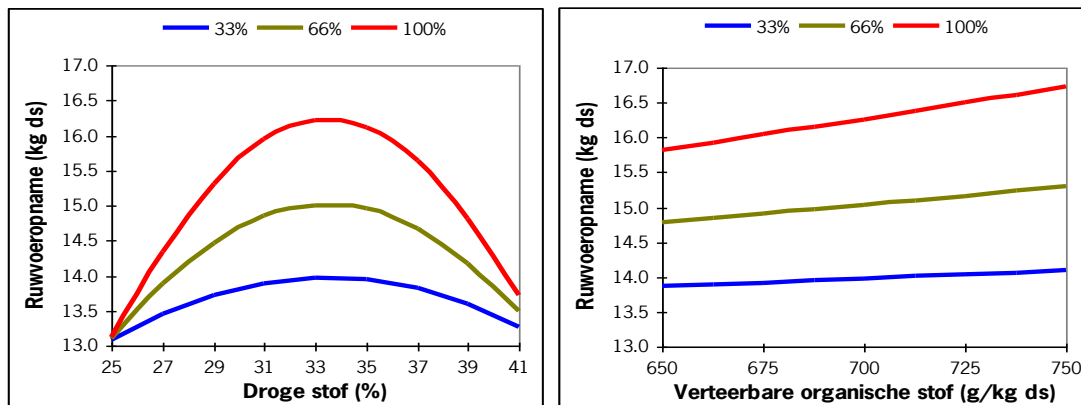 33% 66% 100%
17.0
16.5
16.0
15.5
15.0
14.5
14.0
13.5
13.0
Ruwvoeropname (kg ds)
25 27 29 31 33 35 37 39 41
Droge stof (%)
33% 66% 100%
17.0
16.5
16.0
15.5
15.0
14.5
14.0
13.5
13.0
Ruwvoeropname (kg ds)
650 675 700 725 750
Verteerbare organische stof (g/kg ds)